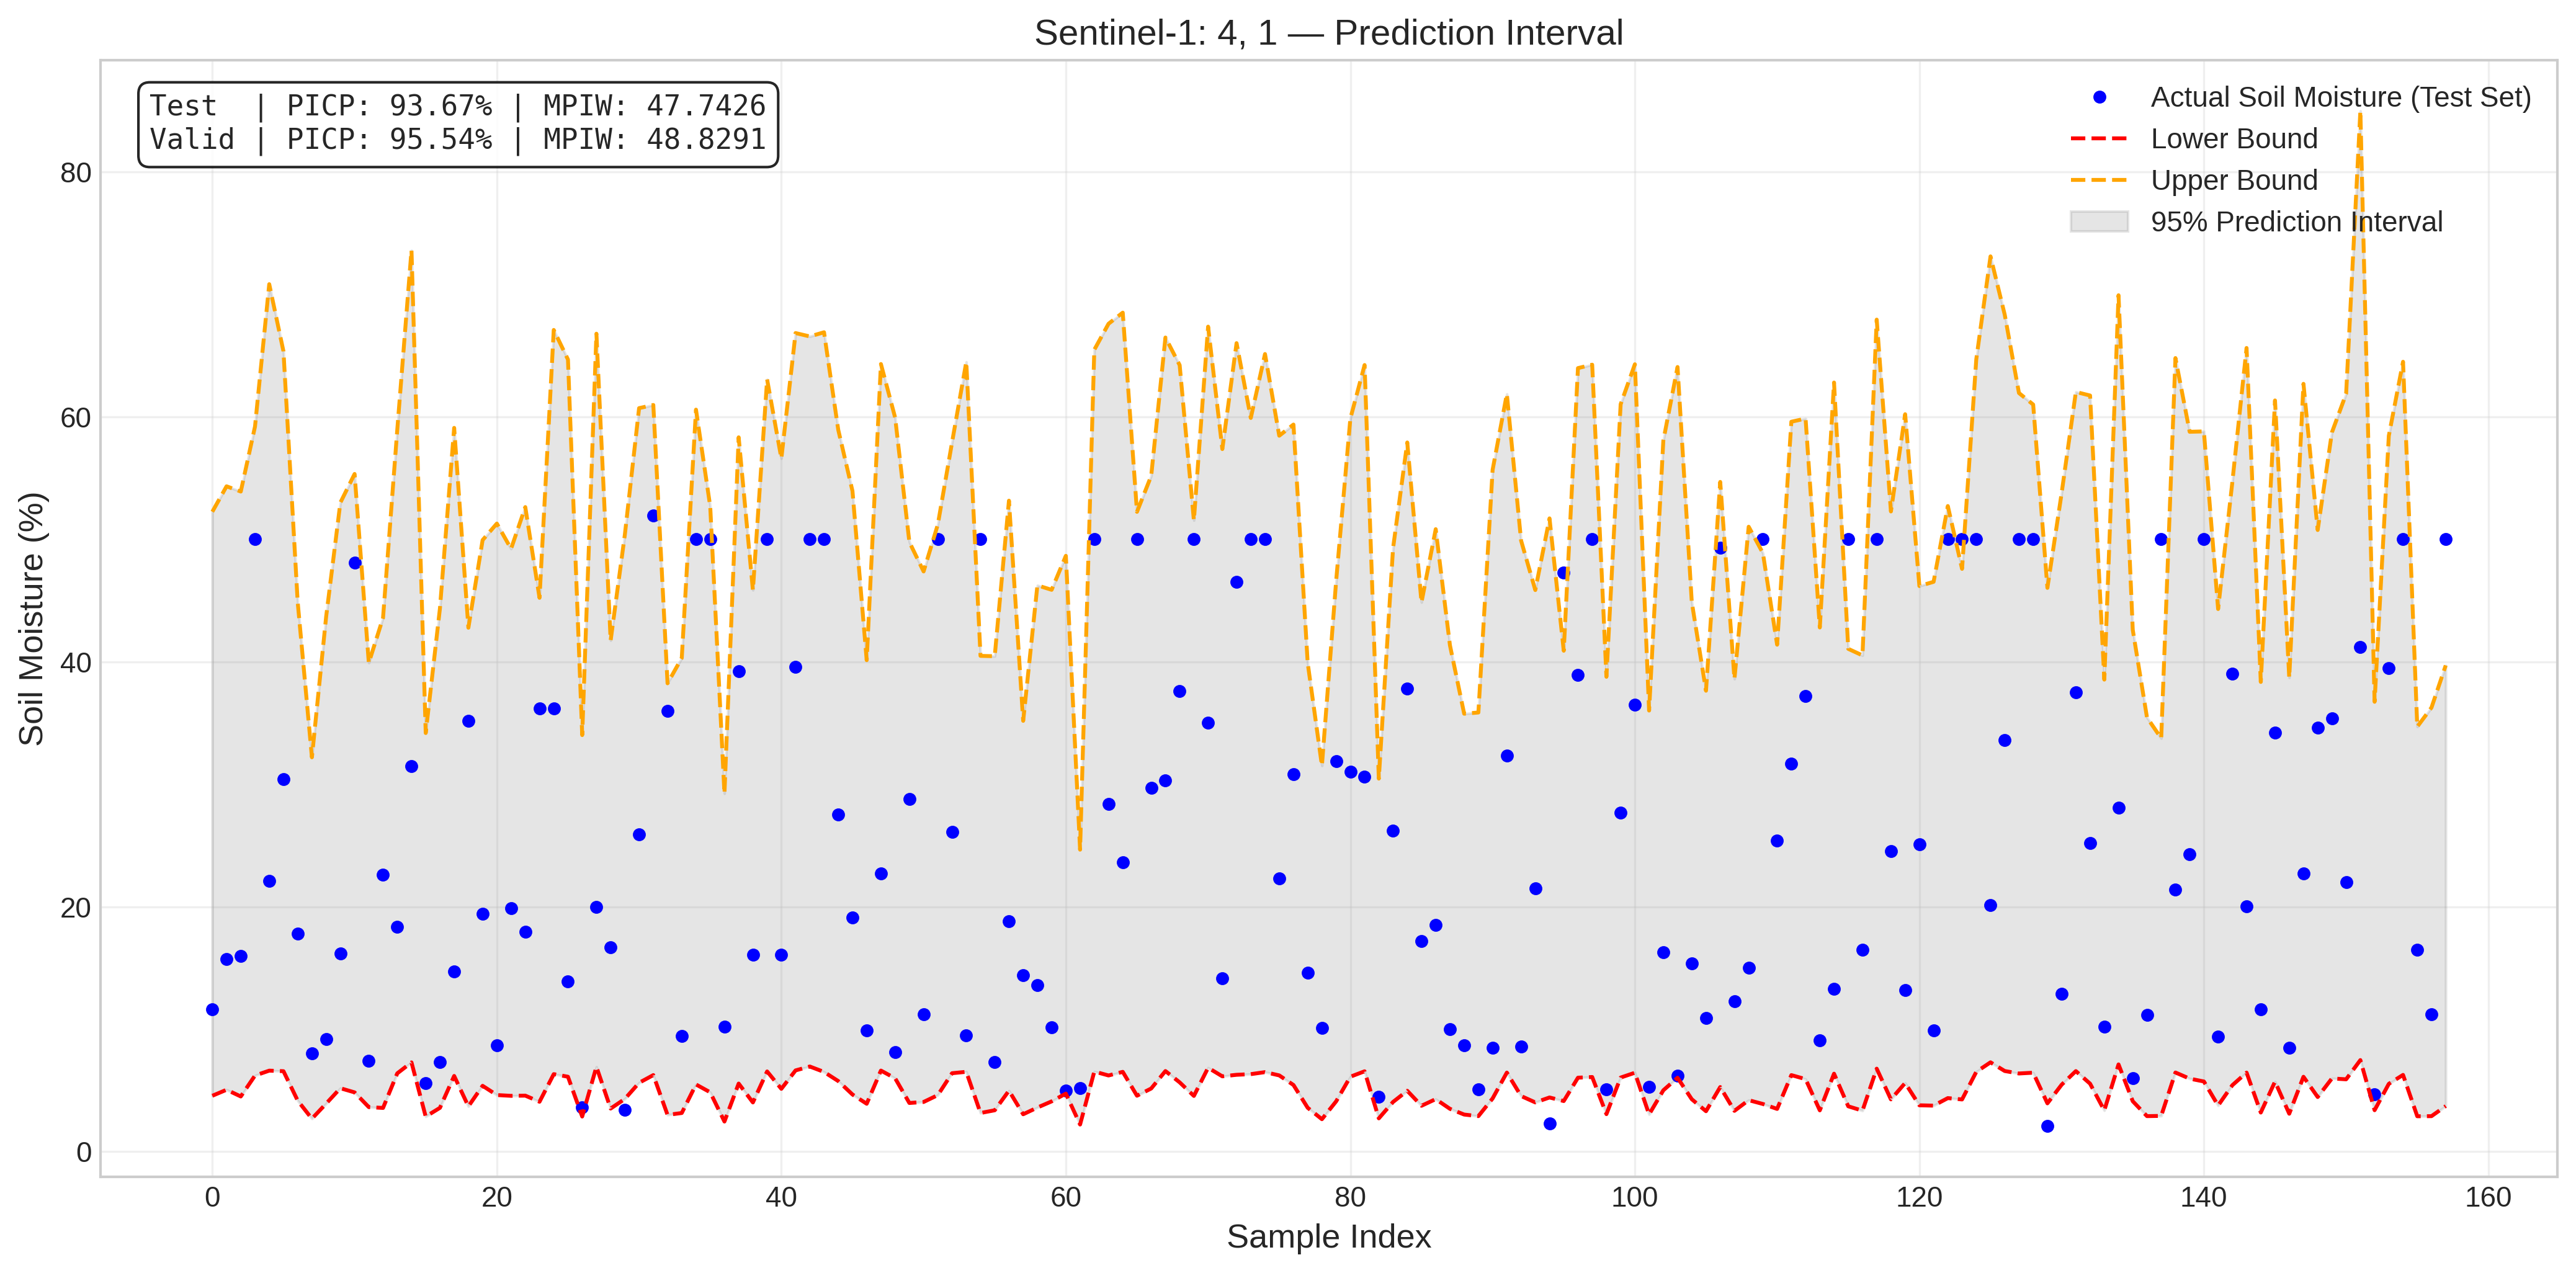 Sentinel-1: 4, 1 — Prediction Interval
Test  | PICP: 93.67% | MPIW: 47.7426
Valid | PICP: 95.54% | MPIW: 48.8291
Actual Soil Moisture (Test Set)
Lower Bound
Upper Bound
95% Prediction Interval
Soil Moisture (%)
80
60
40
20
0
0 20 40 60 80 100 120 140 160
Sample Index